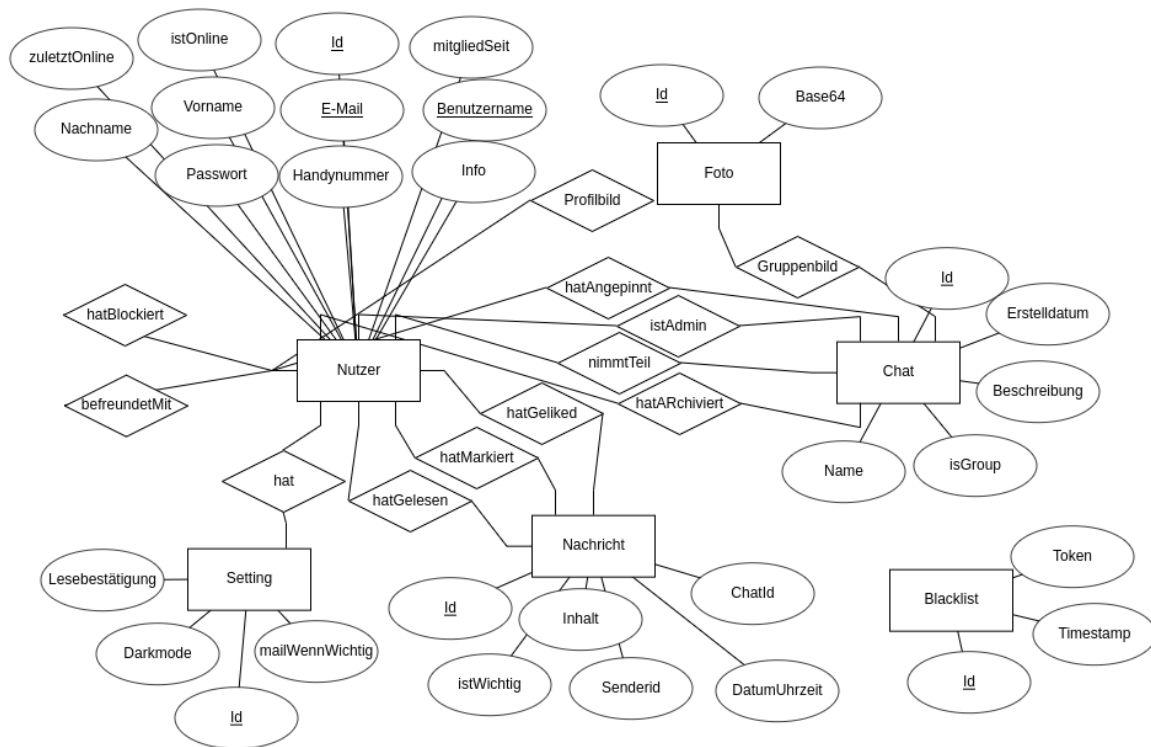 istOnline
Id
mitgliedSeit
zuletztOnline
Id
Base64
Vorname
E-Mail
Benutzername
Nachname
Passwort
Handynummer
Info
Foto
Profilbild
Gruppenbild
Id
hatAngepinnt
hatBlockiert
istAdmin
Erstelldatum
nimmtTeil
Nutzer
Chat
Beschreibung
befreundetMit
hatARchiviert
hatGeliked
hatMarkiert
isGroup
Name
hat
hatGelesen
Nachricht
Token
Setting
Lesebestätigung
ChatId
Blacklist
Id
Inhalt
Timestamp
Darkmode
mailWennWichtig
istWichtig
Senderid
DatumUhrzeit
Id
Id